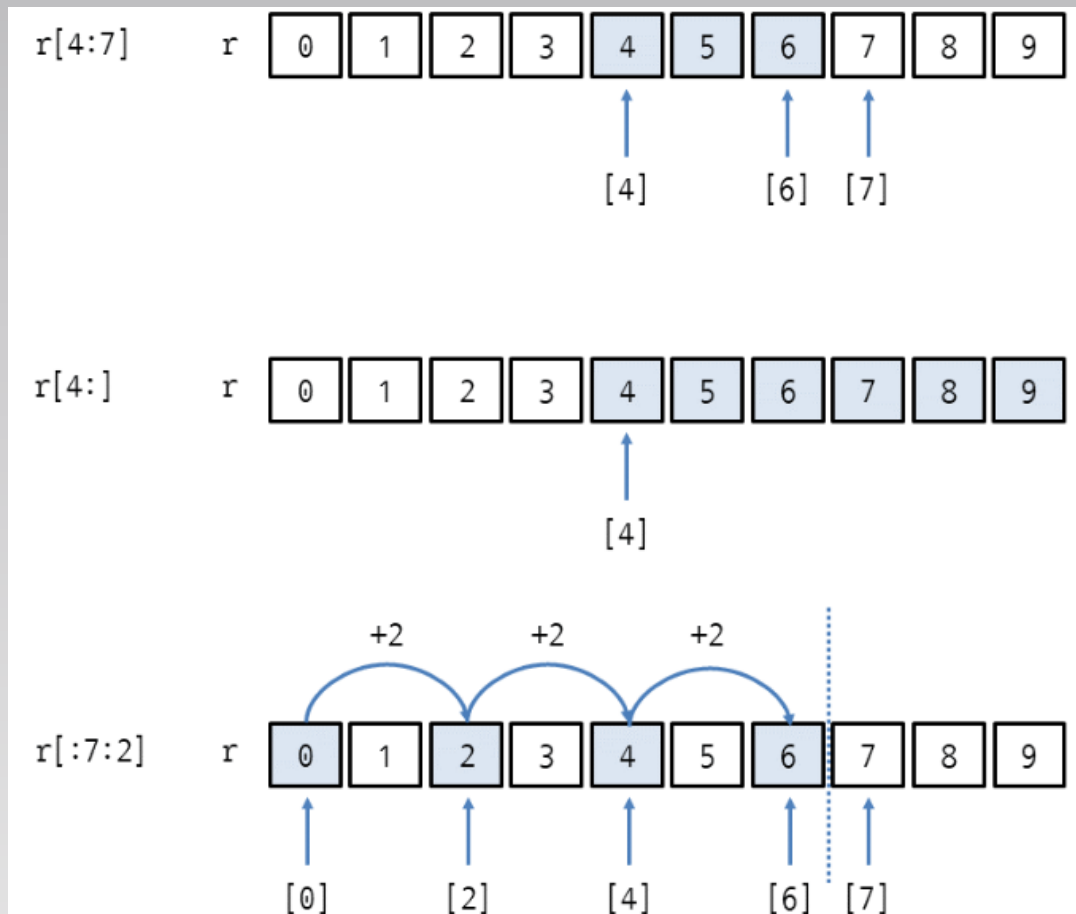 r[4:7] r 0 1 2 3 4 5 6 7 8 9
[4] [6] [7]
r[4:] r 0 1 2 3 4 5 6 7 8 9
[4]
+2 +2 +2
r[:7:2] r 0 1 2 3 4 5 6 7 8 9
[0] [2] [4] [6] [7]